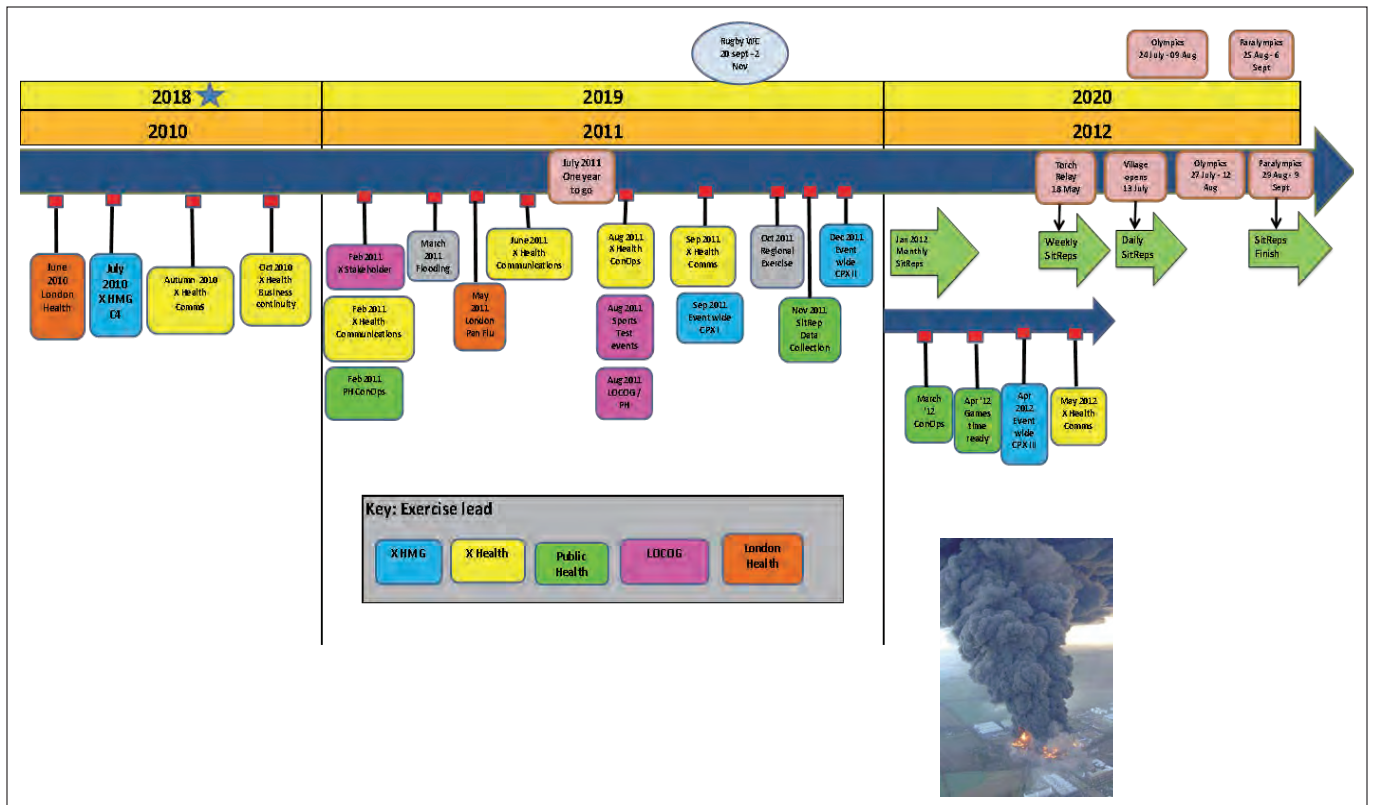 Rugby WC
20 sept - 2
Nov
Olympics
24 July - 09 Aug
Paralympics
25 Aug - 6
Sept
2018
2019
2020
2010
2011
2012
July 2011
One year
to go
Torch
Relay
18 May
Village
opens
13 July
Olympics
27 July - 12
Aug
Paralympics
29 Aug - 9
Sept
June
2010
London
Health
July
2010
X HMG
C4
Autumn 2010
X Health
Comms
Oct 2010
X Health
Business
continuity
Feb 2011
X Stakeholder
Feb 2011
X Health
Communications
Feb 2011
PH ConOps
March
2011
Flooding
May
2011
London
Pan Flu
June 2011
X Health
Communications
Aug 2011
X Health
ConOps
Aug 2011
Sports
Test
events
Aug 2011
LOCOG /
PH
Sep 2011
X Health
Comms
Sep 2011
Event wide
CPX I
Oct 2011
Regional
Exercise
Nov 2011
SitRep
Data
Collection
Dec 2011
Event
wide
CPX II
Jan 2012
Monthly
SitReps
Weekly
SitReps
Daily
SitReps
SitReps
Finish
March
'12
ConOps
Apr '12
Games
time
ready
Apr
2012
Event
wide
CPX III
May 2012
X Health
Comms
Key: Exercise lead
X HMG
X Health
Public
Health
LOCOG
London
Health